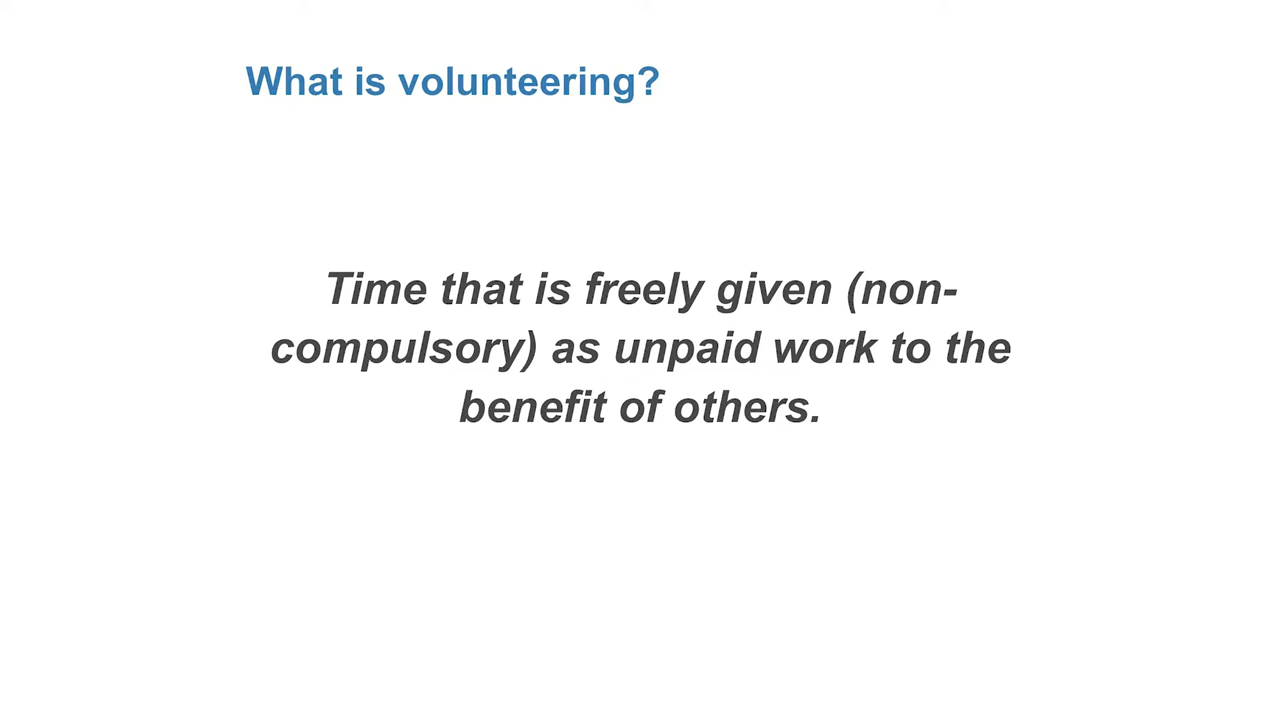 What is volunteering?
Time that is freely given (non-
compulsory) as unpaid work to the
benefit of others.